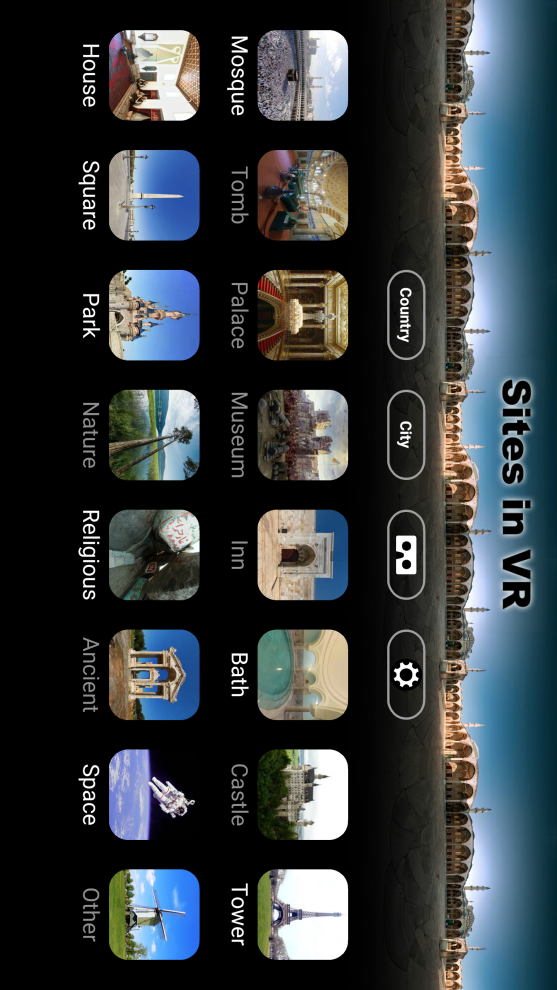 Sites in VR
Country City
Mosque Tomb Palace Museum Inn Bath Castle Tower
House Square Park Nature Religious Ancient Space Other